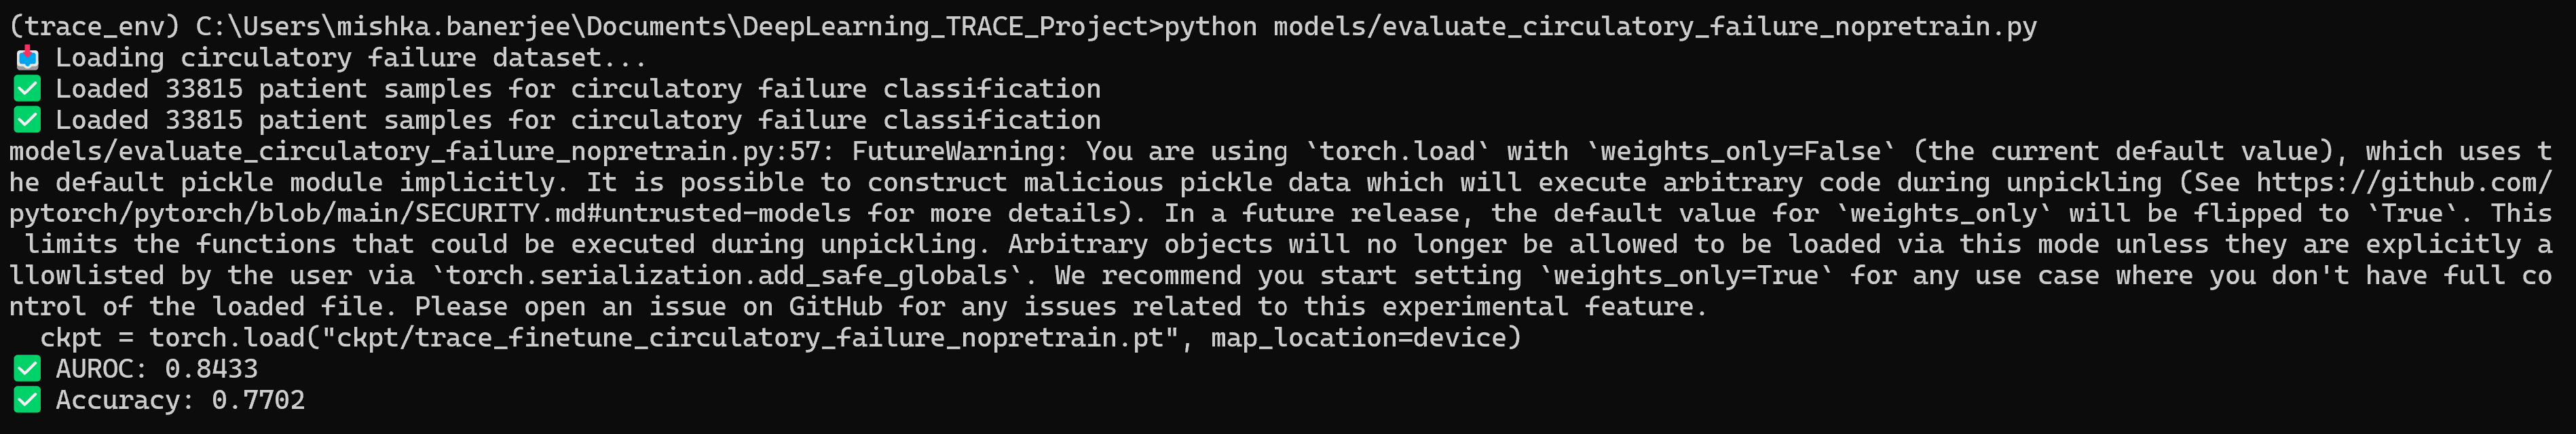 (trace_env) C:\Users\mishka.banerjee\Documents\DeepLearning_TRACE_Project>python models/evaluate_circulatory_failure_nopretrain.py
📥 Loading circulatory failure dataset...
✅ Loaded 33815 patient samples for circulatory failure classification
✅ Loaded 33815 patient samples for circulatory failure classification
models/evaluate_circulatory_failure_nopretrain.py:57: FutureWarning: You are using `torch.load` with `weights_only=False` (the current default value), which uses t
he default pickle module implicitly. It is possible to construct malicious pickle data which will execute arbitrary code during unpickling (See https://github.com/
pytorch/pytorch/blob/main/SECURITY.md#untrusted-models for more details). In a future release, the default value for `weights_only` will be flipped to `True`. This
 limits the functions that could be executed during unpickling. Arbitrary objects will no longer be allowed to be loaded via this mode unless they are explicitly a
llowlisted by the user via `torch.serialization.add_safe_globals`. We recommend you start setting `weights_only=True` for any use case where you don't have full co
ntrol of the loaded file. Please open an issue on GitHub for any issues related to this experimental feature.
  ckpt = torch.load("ckpt/trace_finetune_circulatory_failure_nopretrain.pt", map_location=device)
✅ AUROC: 0.8433
✅ Accuracy: 0.7702